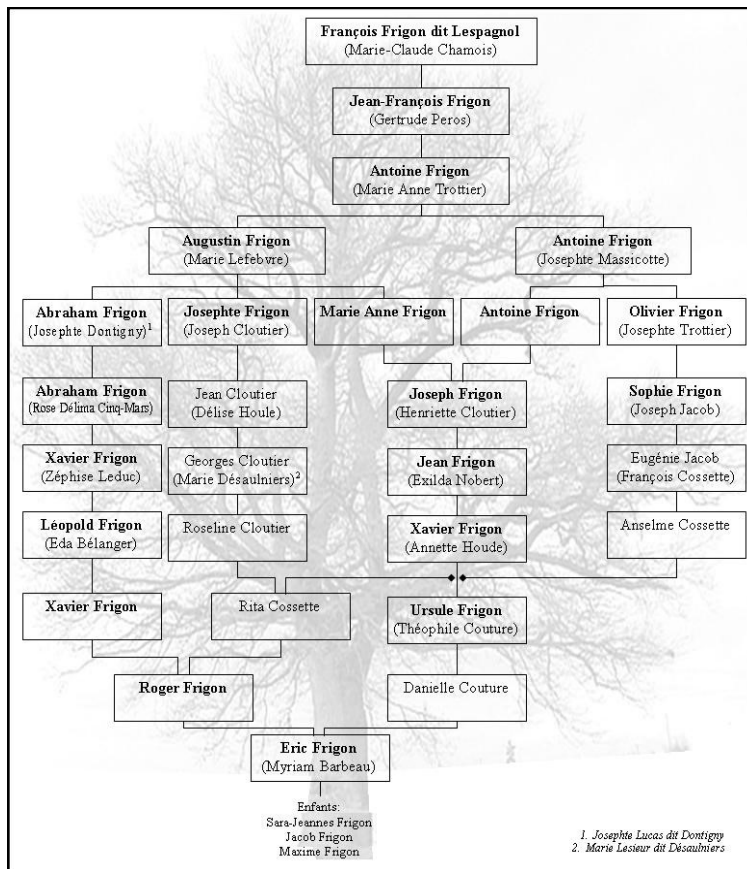 François Frigon dit Lespagnol
(Marie-Claude Chamois)
Jean-François Frigon
(Gertrude Peros)
Antoine Frigon
(Marie Anne Trottier)
Augustin Frigon
(Marie Lefebvre)
Antoine Frigon
(Josephte Massicotte)
Abraham Frigon
(Josephte Dontigny)1
Josephte Frigon
(Joseph Cloutier)
Marie Anne Frigon
Antoine Frigon
Olivier Frigon
(Josephte Trottier)
Abraham Frigon
(Rose Délima Cinq-Mars)
Jean Cloutier
(Délise Houle)
Joseph Frigon
(Henriette Cloutier)
Sophie Frigon
(Joseph Jacob)
Xavier Frigon
(Zéphise Leduc)
Georges Cloutier
(Marie Désaulniers)2
Jean Frigon
(Exilda Nobert)
Eugénie Jacob
(François Cossette)
Léopold Frigon
(Eda Bélanger)
Roseline Cloutier
Xavier Frigon
(Annette Houde)
Anselme Cossette
Xavier Frigon
Rita Cossette
Ursule Frigon
(Théophile Couture)
Roger Frigon
Danielle Couture
Eric Frigon
(Myriam Barbeau)
Enfants:
Sara-Jeannes Frigon
Jacob Frigon
Maxime Frigon
1. Josephte Lucas dit Dontigny
2. Marie Lesieur dit Désaulniers